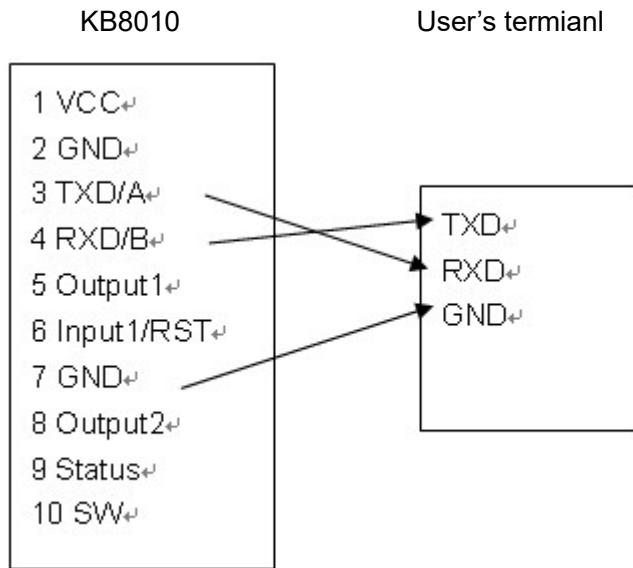 KB8010
User's termianl
1 VCC↵
2 GND↵
3 TXD/A↵
4 RXD/B↵
5 Output1↵
6 Input1/RST↵
7 GND↵
8 Output2↵
9 Status↵
10 SW↵
TXD↵
RXD↵
GND↵